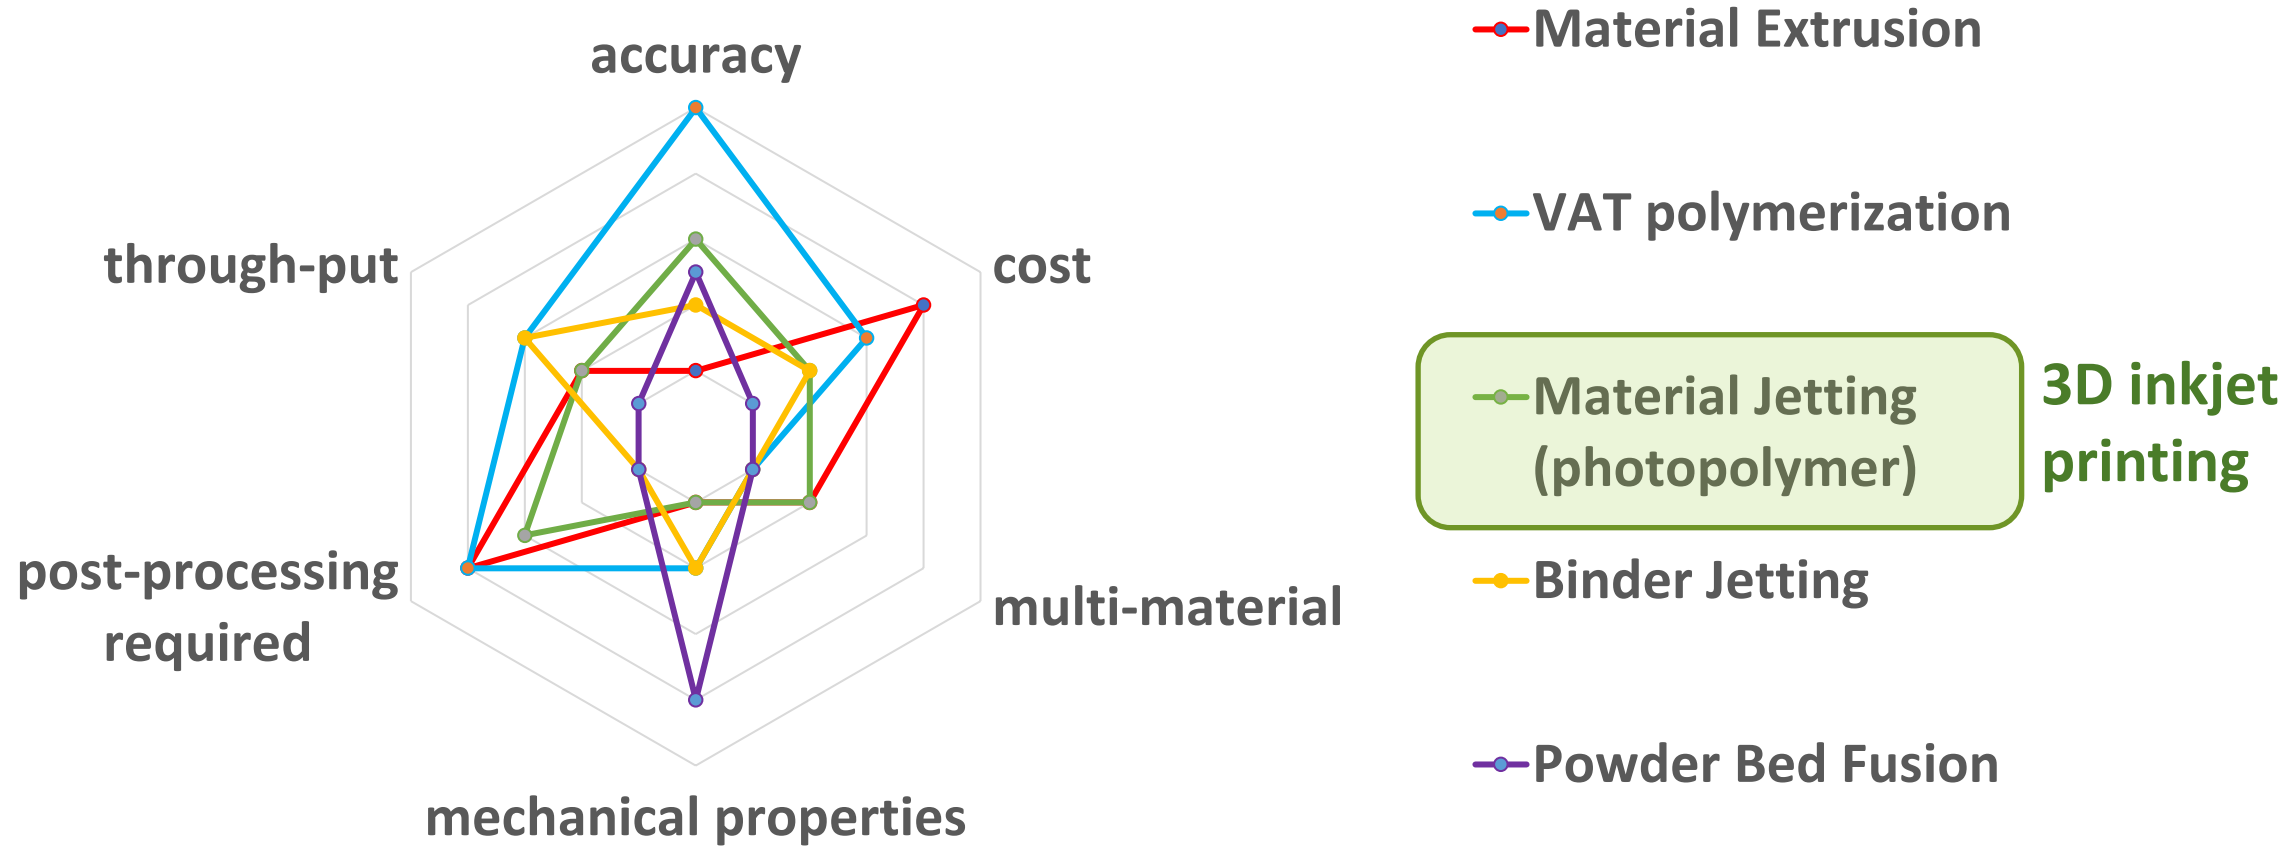 accuracy
cost
multi-material
mechanical properties
post-processing
required
through-put
Material Extrusion
VAT polymerization
Material Jetting
(photopolymer)
3D inkjet
printing
Binder Jetting
Powder Bed Fusion